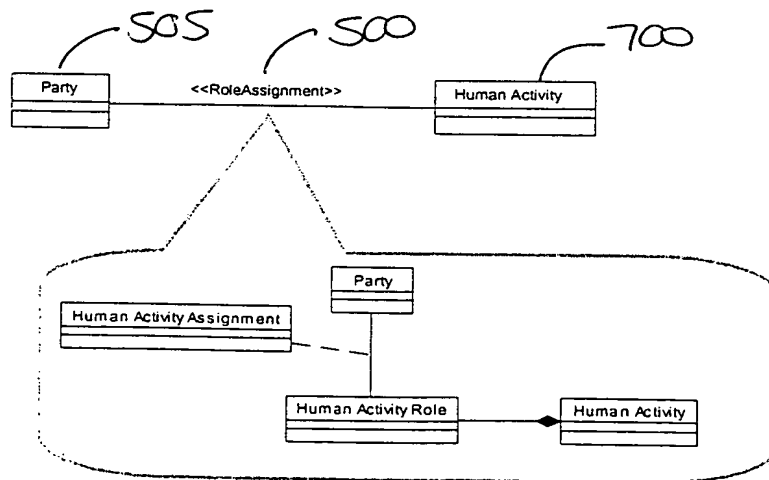 505 500 700
Party <<RoleAssignment>> Human Activity
Party
Human Activity Assignment
Human Activity Role Human Activity